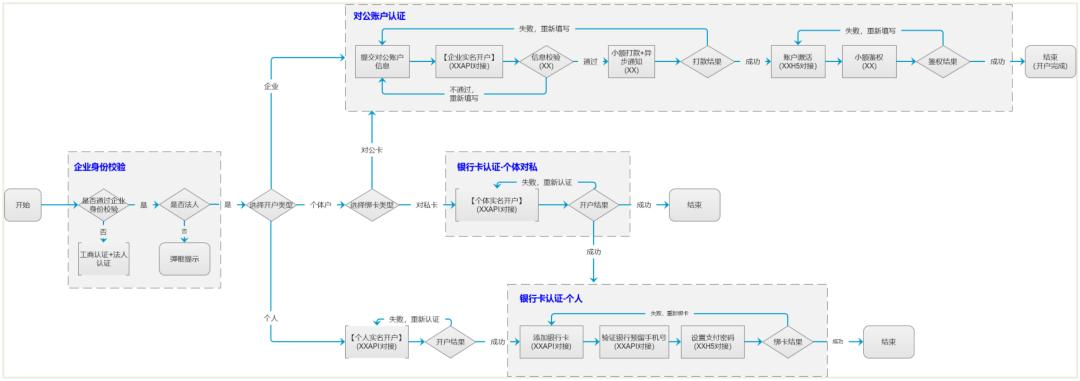 对公账户认证
失败，重新填写
提交对公账户
信息
【企业实名开户】
(XXAPI对接)
信息校验
(XX)
通过
小额打款+异
步通知
(XX)
打款结果
成功
不通过，
重新填写
失败，重新填写
账户激活
(XXH5对接)
小额鉴权
(XX)
鉴权结果
成功
结束
(开户完成)
企业
对公卡
企业身份校验
开始
是否通过企业
身份校验
是
是否法人
是
否
否
工商认证+法人
认证
弹框提示
选择开户类型
个体户
选择绑卡类型
对私卡
银行卡认证-个体对私
失败，重新认证
【个体实名开户】
(XXAPI对接)
开户结果
成功
结束
成功
个人
失败，重新认证
【个人实名开户】
(XXAPI对接)
开户结果
成功
银行卡认证-个人
失败，重新绑卡
添加银行卡
(XXAPI对接)
验证银行预留手机号
(XXAPI对接)
设置支付密码
(XXH5对接)
绑卡结果
成功
结束